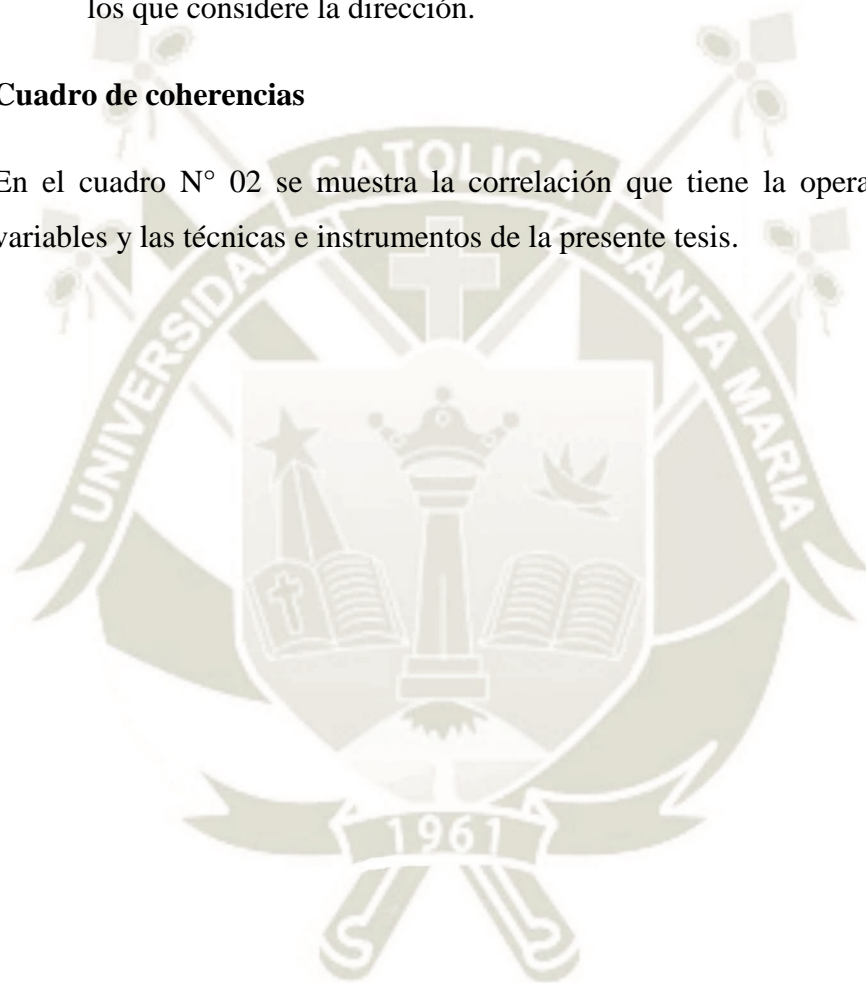 los que considere la dirección.
Cuadro de coherencias
En el cuadro N° 02 se muestra la correlación que tiene la opera
variables y las técnicas e instrumentos de la presente tesis.
UNIVERSIDAD CATOLICA SANTA MARIA
1961